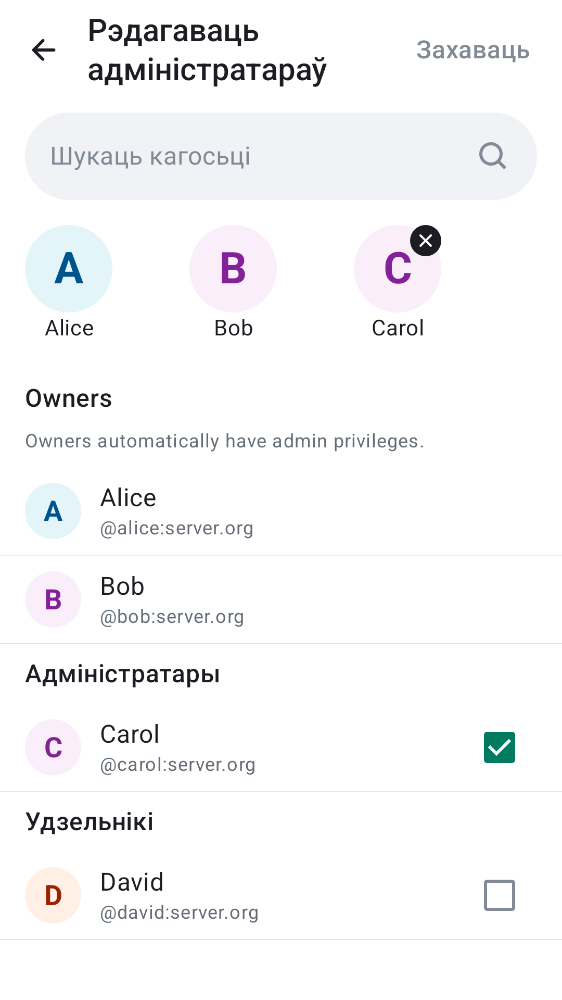 Рэдагаваць
адміністратараў
Захаваць
Шукаць кагосьці
A
B
C
Alice
Bob
Carol
Owners
Owners automatically have admin privileges.
A
Alice
@alice:server.org
B
Bob
@bob:server.org
Адміністратары
C
Carol
@carol:server.org
Удзельнікі
D
David
@david:server.org